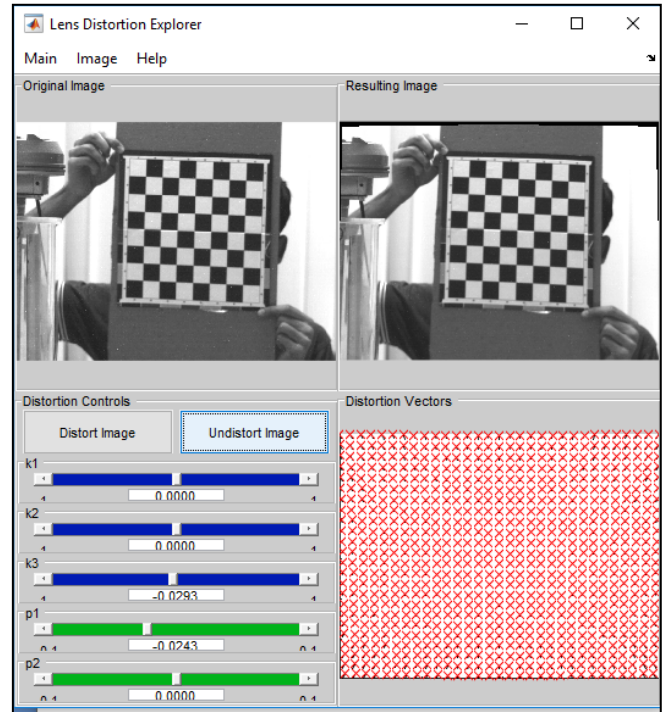 Lens Distortion Explorer
Main Image Help
Original Image
Resulting Image
Distortion Controls
Distortion Vectors
Distort Image
Undistort Image
k1
0.0000
k2
0.0000
k3
-0.0293
p1
-0.0243
p2
0.0000